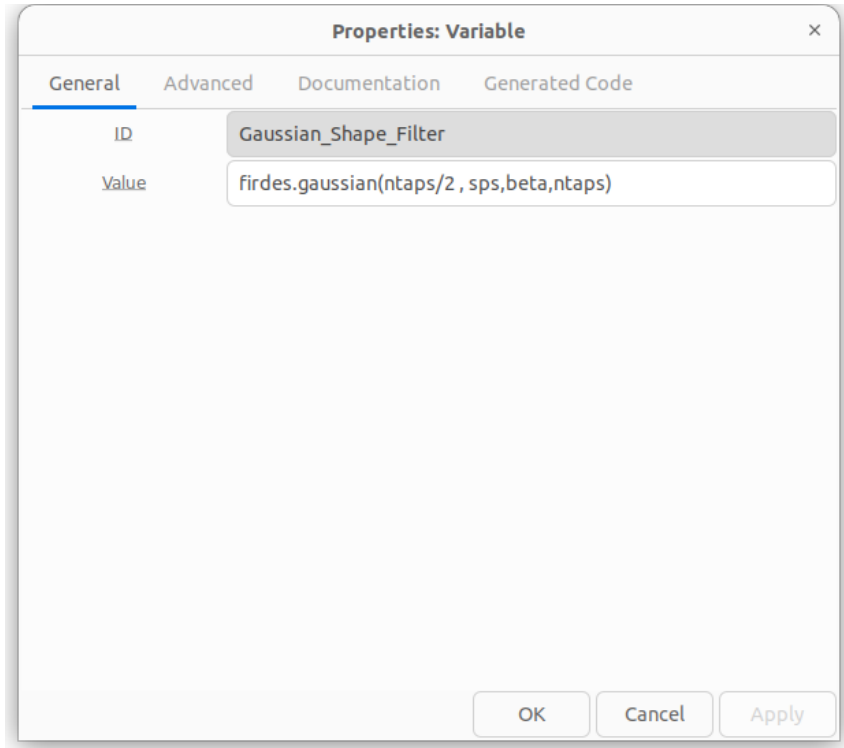 Properties: Variable ×
General Advanced Documentation Generated Code
ID Gaussian_Shape_Filter
Value firdes.gaussian(ntaps/2 , sps,beta,ntaps)
OK Cancel Apply